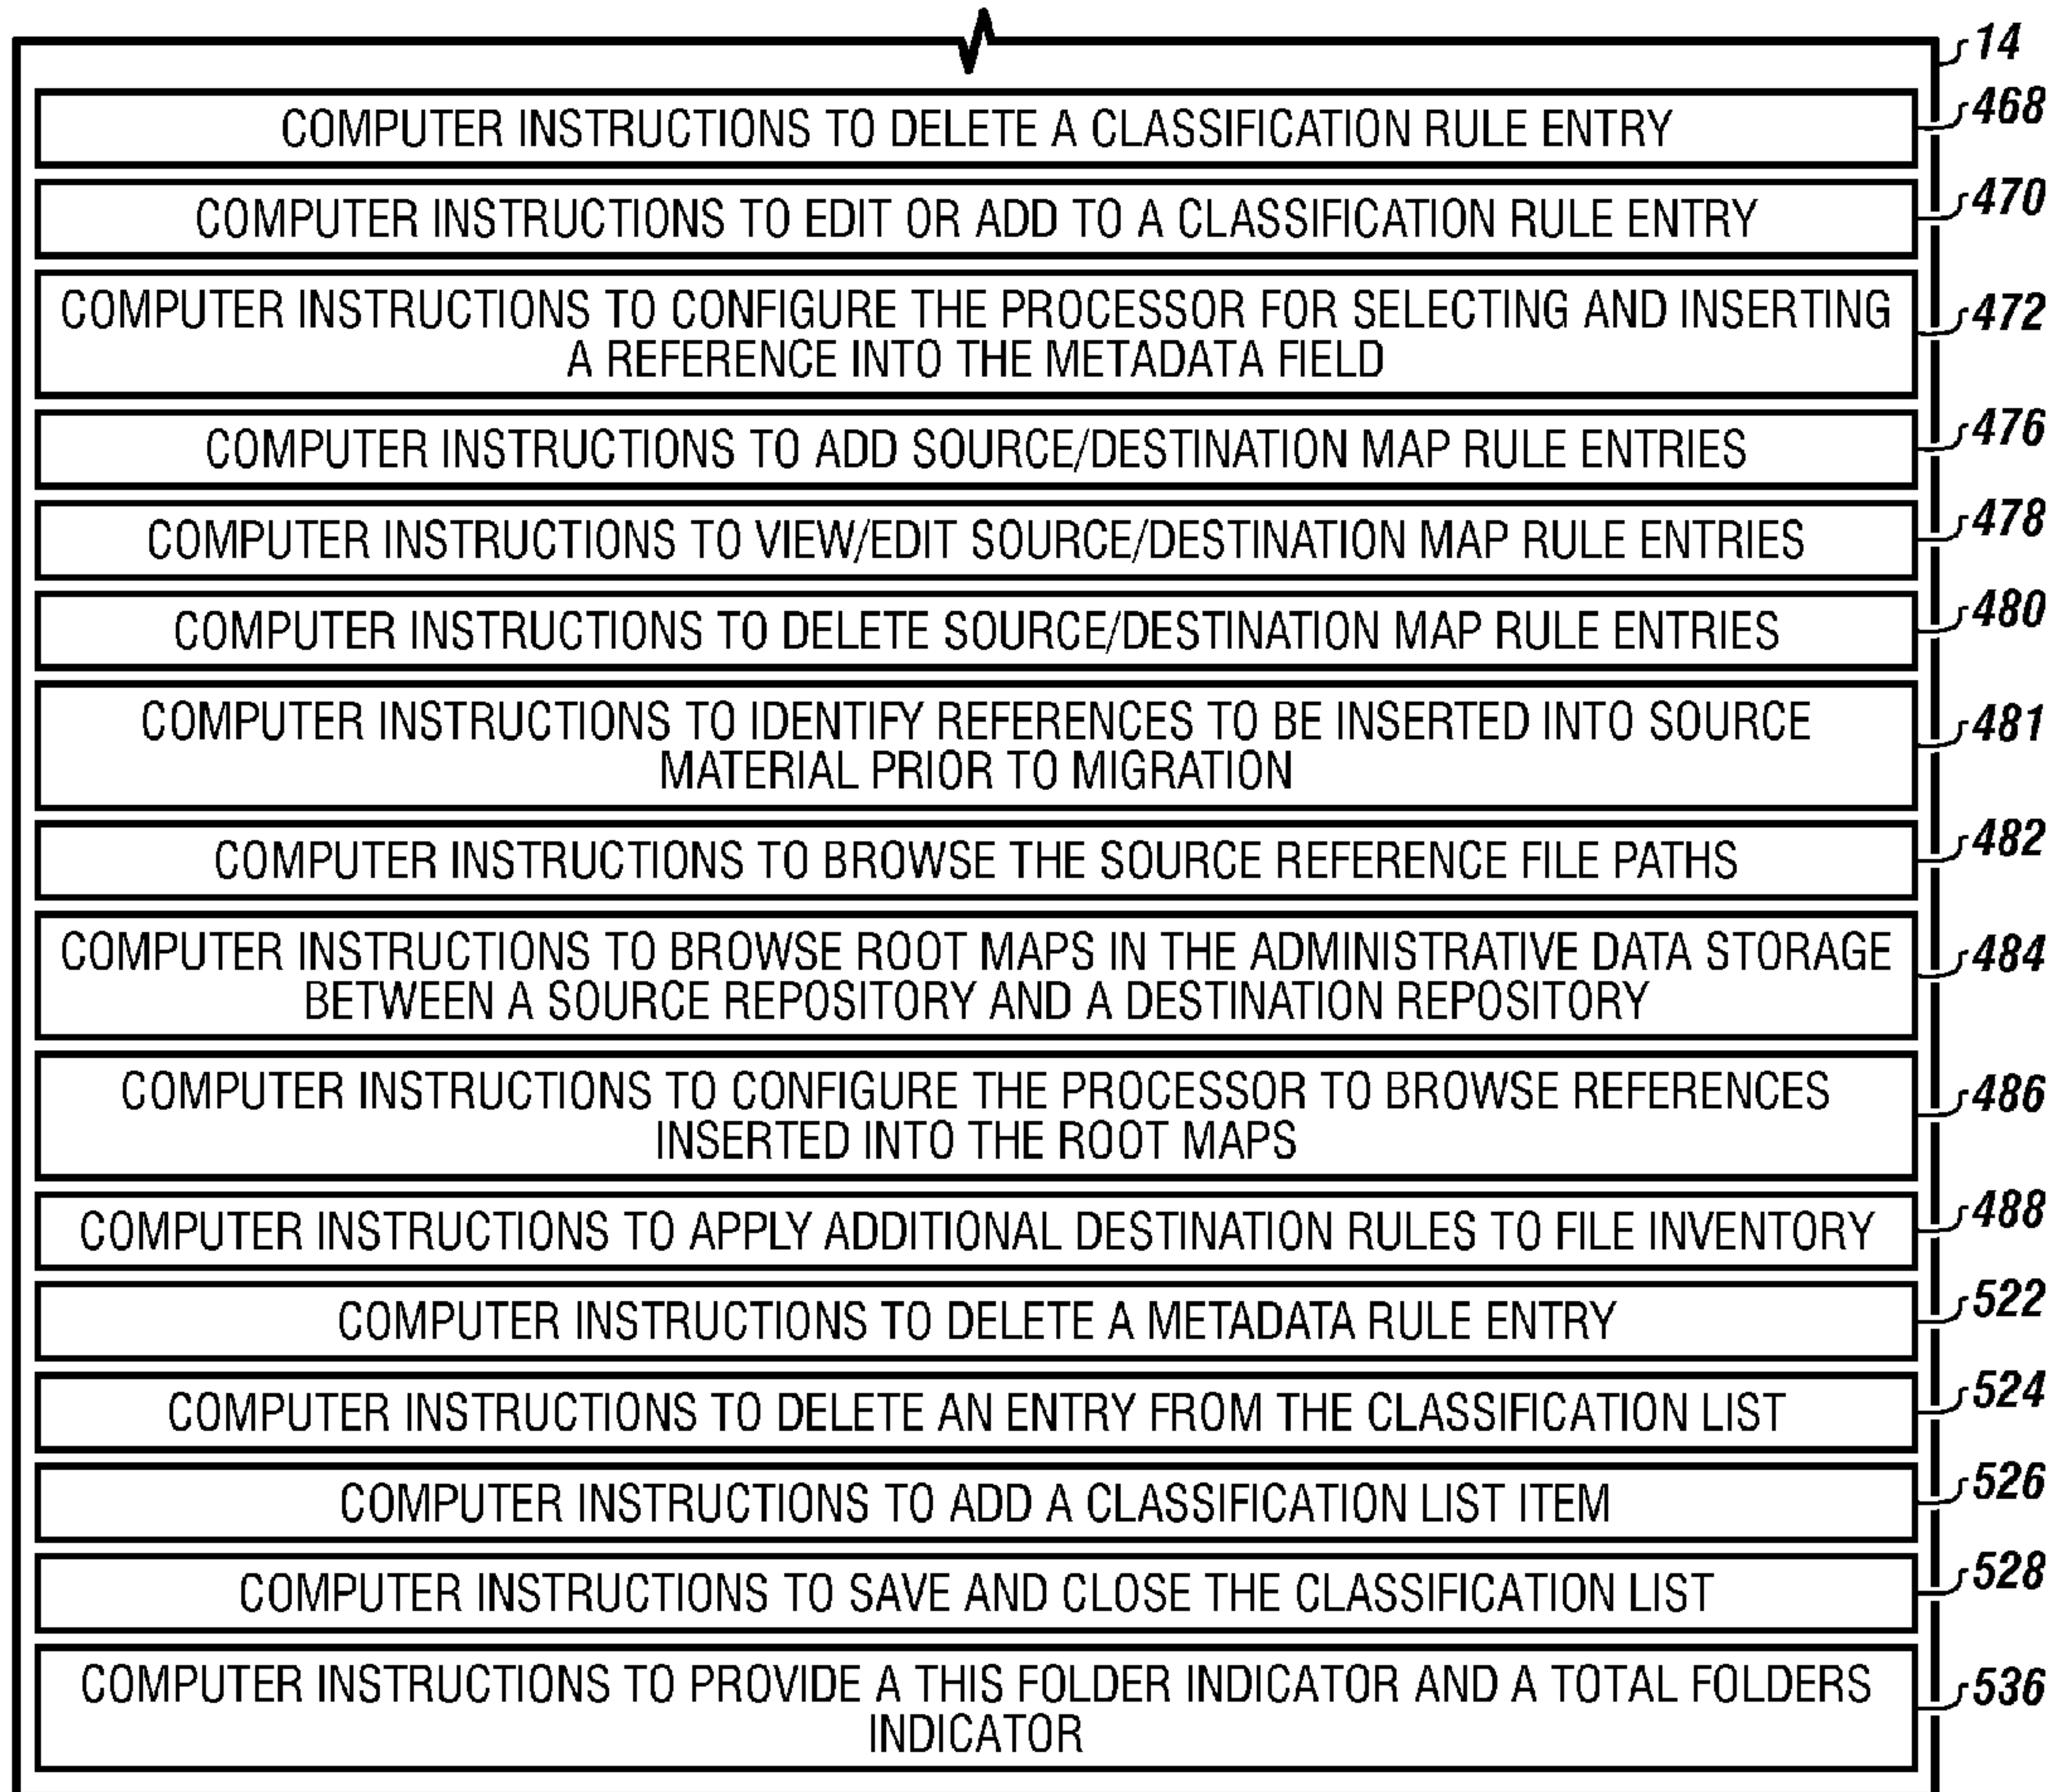 14
COMPUTER INSTRUCTIONS TO DELETE A CLASSIFICATION RULE ENTRY
468
COMPUTER INSTRUCTIONS TO EDIT OR ADD TO A CLASSIFICATION RULE ENTRY
470
COMPUTER INSTRUCTIONS TO CONFIGURE THE PROCESSOR FOR SELECTING AND INSERTING
A REFERENCE INTO THE METADATA FIELD
472
COMPUTER INSTRUCTIONS TO ADD SOURCE/DESTINATION MAP RULE ENTRIES
476
COMPUTER INSTRUCTIONS TO VIEW/EDIT SOURCE/DESTINATION MAP RULE ENTRIES
478
COMPUTER INSTRUCTIONS TO DELETE SOURCE/DESTINATION MAP RULE ENTRIES
480
COMPUTER INSTRUCTIONS TO IDENTIFY REFERENCES TO BE INSERTED INTO SOURCE
MATERIAL PRIOR TO MIGRATION
481
COMPUTER INSTRUCTIONS TO BROWSE THE SOURCE REFERENCE FILE PATHS
482
COMPUTER INSTRUCTIONS TO BROWSE ROOT MAPS IN THE ADMINISTRATIVE DATA STORAGE
BETWEEN A SOURCE REPOSITORY AND A DESTINATION REPOSITORY
484
COMPUTER INSTRUCTIONS TO CONFIGURE THE PROCESSOR TO BROWSE REFERENCES
INSERTED INTO THE ROOT MAPS
486
COMPUTER INSTRUCTIONS TO APPLY ADDITIONAL DESTINATION RULES TO FILE INVENTORY
488
COMPUTER INSTRUCTIONS TO DELETE A METADATA RULE ENTRY
522
COMPUTER INSTRUCTIONS TO DELETE AN ENTRY FROM THE CLASSIFICATION LIST
524
COMPUTER INSTRUCTIONS TO ADD A CLASSIFICATION LIST ITEM
526
COMPUTER INSTRUCTIONS TO SAVE AND CLOSE THE CLASSIFICATION LIST
528
COMPUTER INSTRUCTIONS TO PROVIDE A THIS FOLDER INDICATOR AND A TOTAL FOLDERS
INDICATOR
536